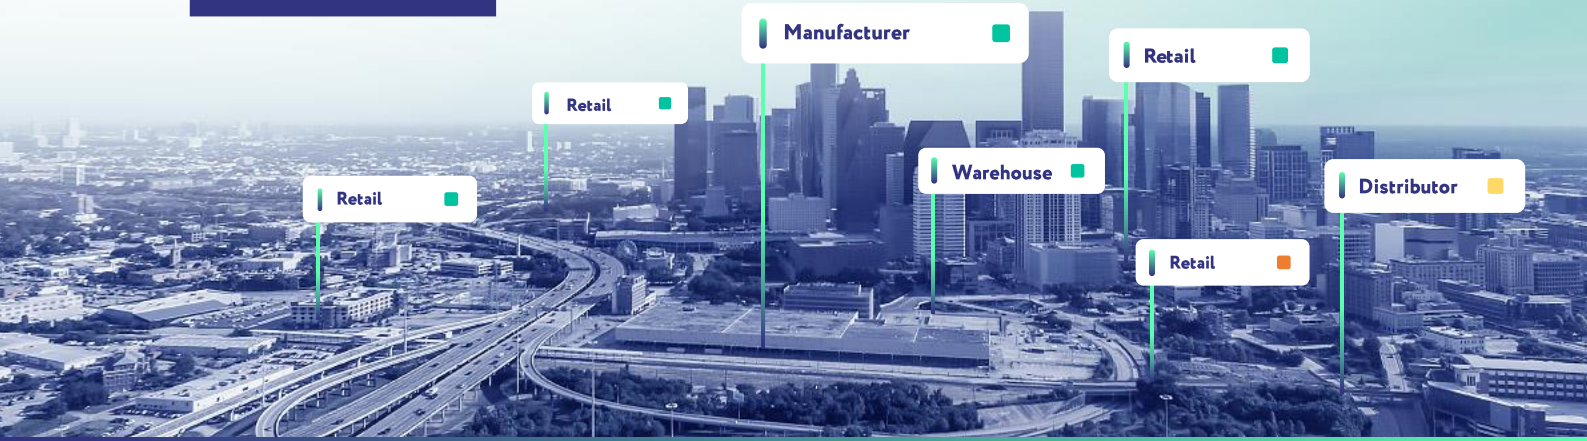 Manufacturer
Retail
Retail
Warehouse
Retail
Distributor
Retail